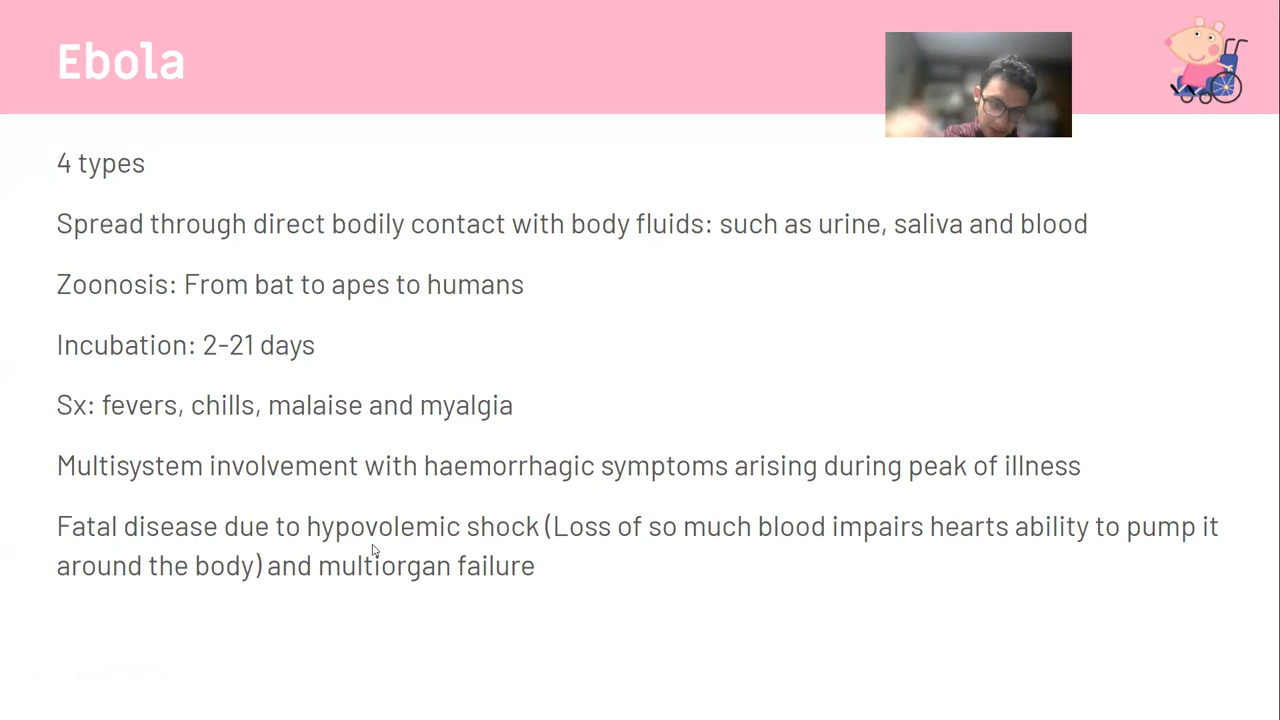 Ebola
4 types
Spread through direct bodily contact with body fluids: such as urine, saliva and blood
Zoonosis: From bat to apes to humans
Incubation: 2-21 days
Sx: fevers, chills, malaise and myalgia
Multisystem involvement with haemorrhagic symptoms arising during peak of illness
Fatal disease due to hypovolemic shock (Loss of so much blood impairs hearts ability to pump it
around the body) and multiorgan failure